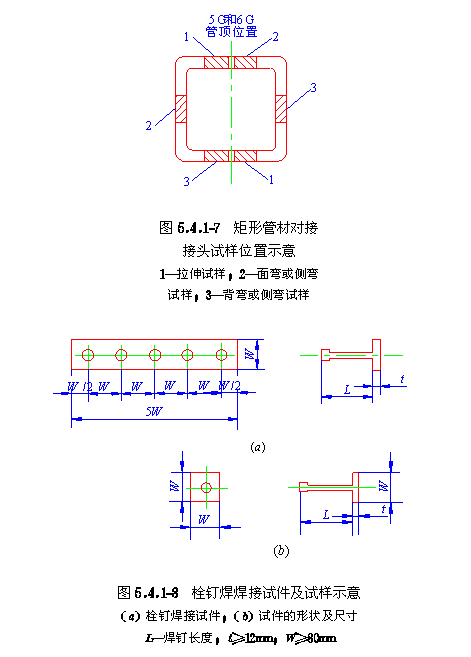 5G和6G
管顶位置
1
2
3
2
3
1
图 5.4.1-7 矩形管材对接
接头试样位置示意
1—拉伸试样；2—面弯或侧弯
试样；3—背弯或侧弯试样
W
W/2 W W W W W/2
5W
L
t
(a)
W
W
L
t
W
(b)
图 5.4.1-8 栓钉焊焊接试件及试样示意
(a) 栓钉焊接试件；(b) 试件的形状及尺寸
L—焊钉长度；t≥12mm；W≥80mm